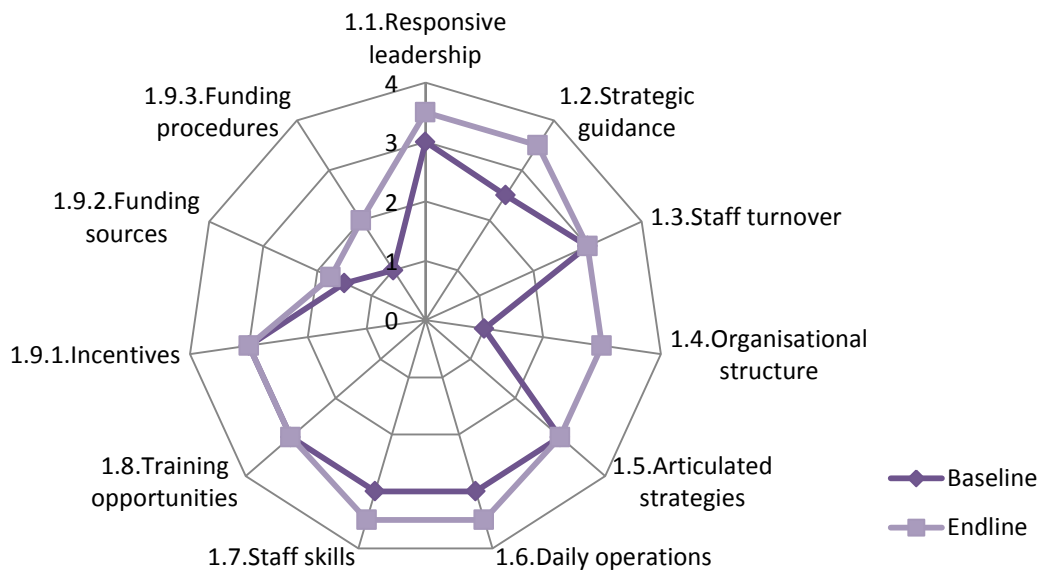 1.1.Responsive
leadership
1.2.Strategic
guidance
1.3.Staff turnover
1.4.Organisational
structure
1.5.Articulated
strategies
1.6.Daily operations
1.7.Staff skills
1.8.Training
opportunities
1.9.1.Incentives
1.9.2.Funding
sources
1.9.3.Funding
procedures
4
3
2
1
0
Baseline
Endline